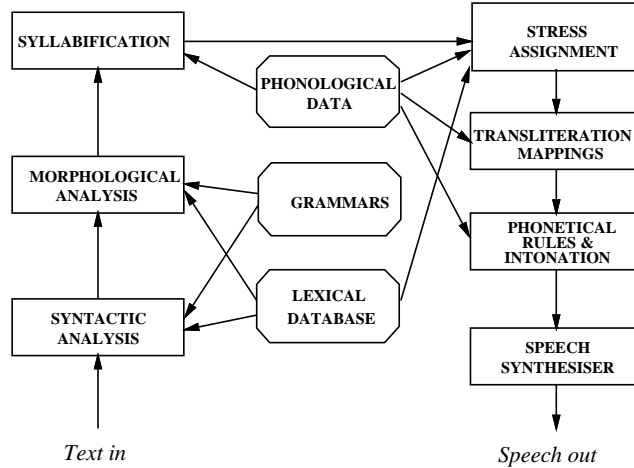 SYLLABIFICATION
STRESS
ASSIGNMENT
PHONOLOGICAL
DATA
TRANSLITERATION
MAPPINGS
MORPHOLOGICAL
ANALYSIS
GRAMMARS
PHONETICAL
RULES &
INTONATION
LEXICAL
DATABASE
SYNTACTIC
ANALYSIS
SPEECH
SYNTHESISER
Text in
Speech out